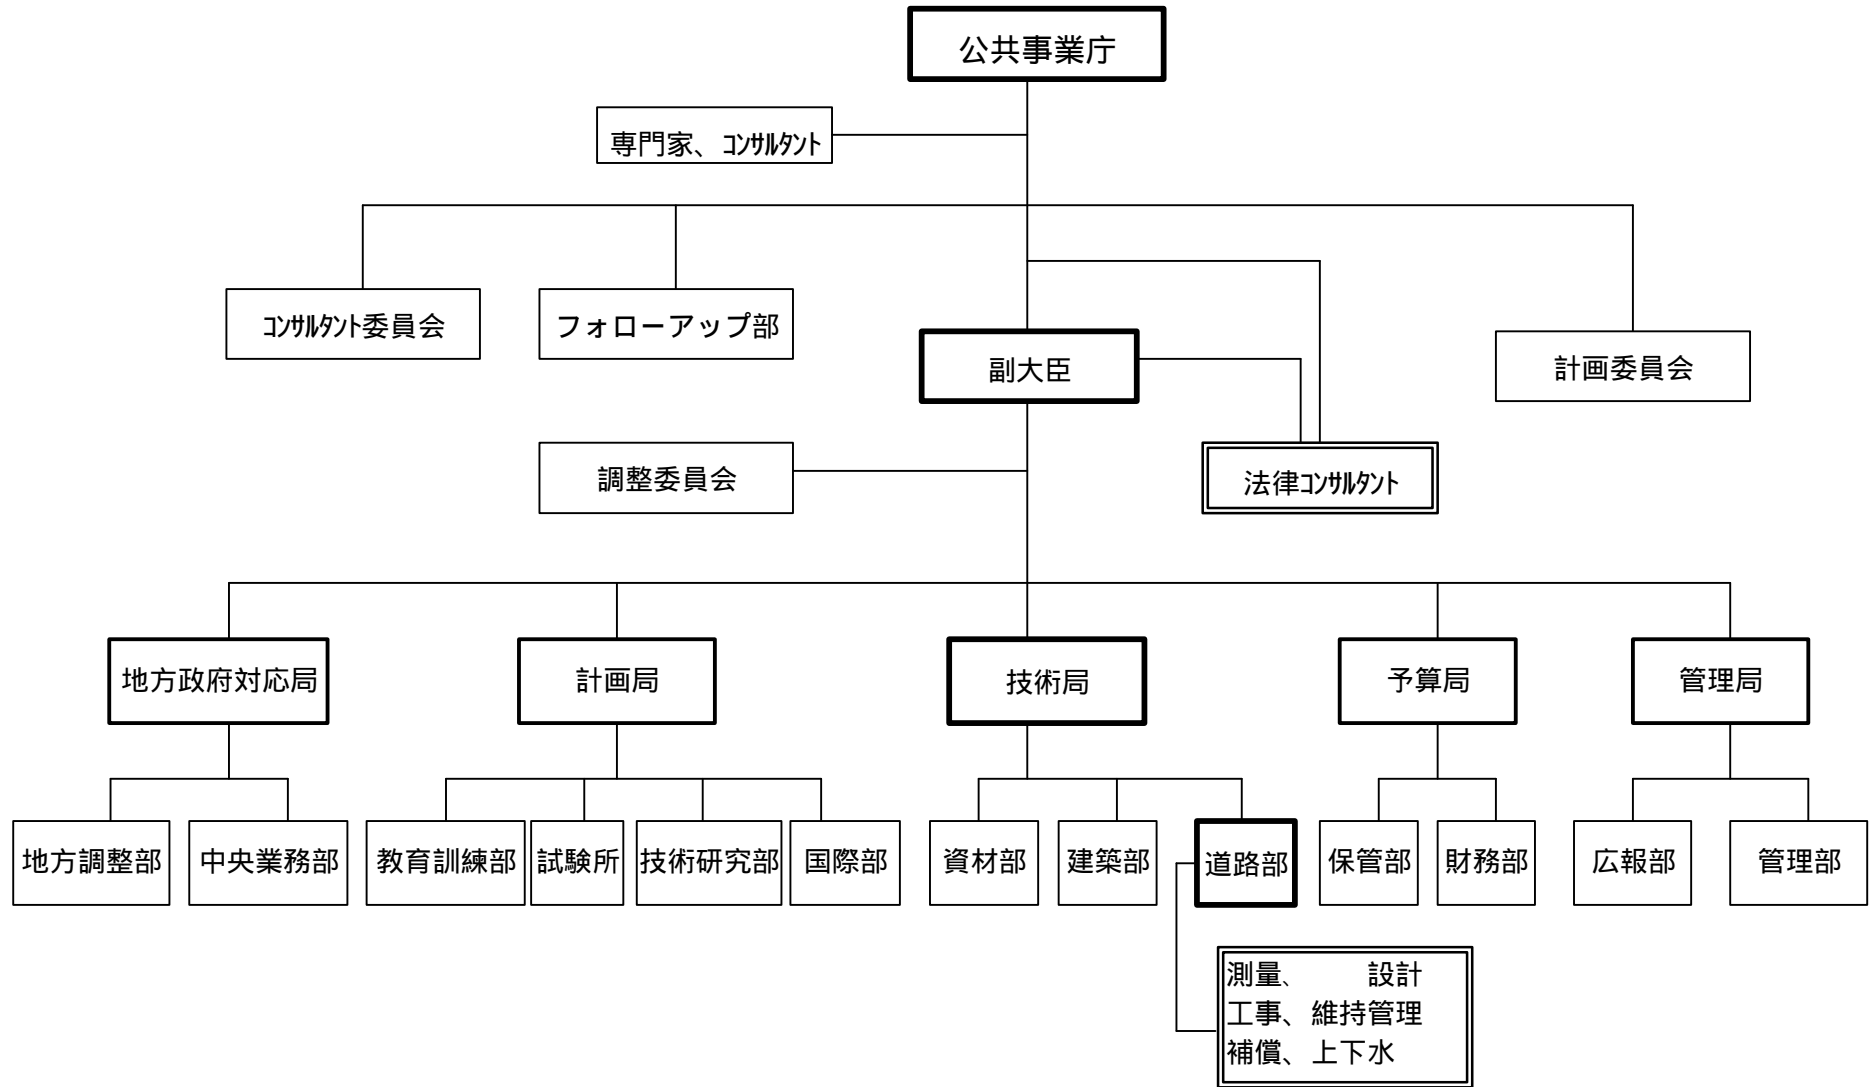 公共事業庁
専門家、コンサルタント
コンサルタント委員会
フォローアップ部
副大臣
計画委員会
調整委員会
法律コンサルタント
地方政府対応局
計画局
技術局
予算局
管理局
地方調整部
中央業務部
教育訓練部
試験所
技術研究部
国際部
資材部
建築部
道路部
保管部
財務部
広報部
管理部
測量、　　設計
工事、維持管理
補償、上下水